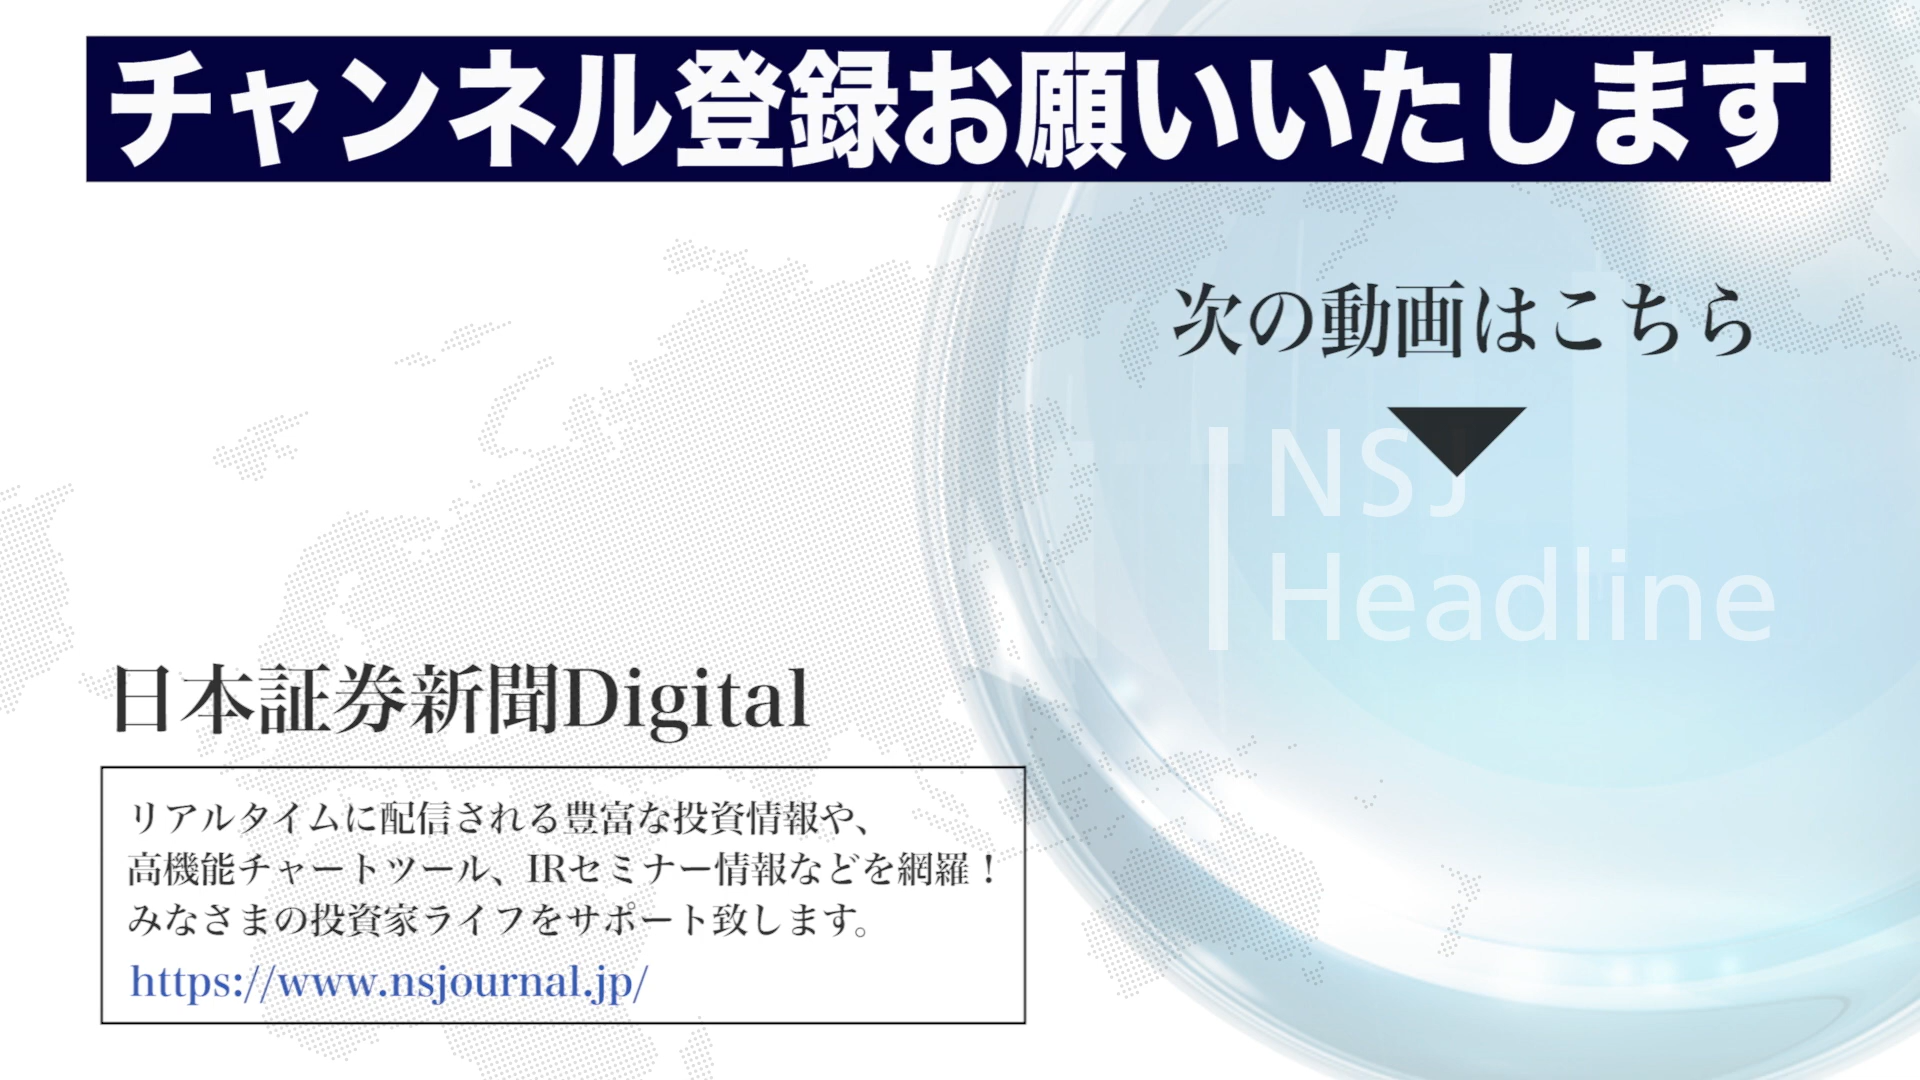 チャンネル登録お願いいたします
次の動画はこちら
NSJ
Headline
日本証券新聞Digital
リアルタイムに配信される豊富な投資情報や、
高機能チャートツール、IRセミナー情報などを網羅！
みなさまの投資家ライフをサポート致します。
https://www.nsjournal.jp/